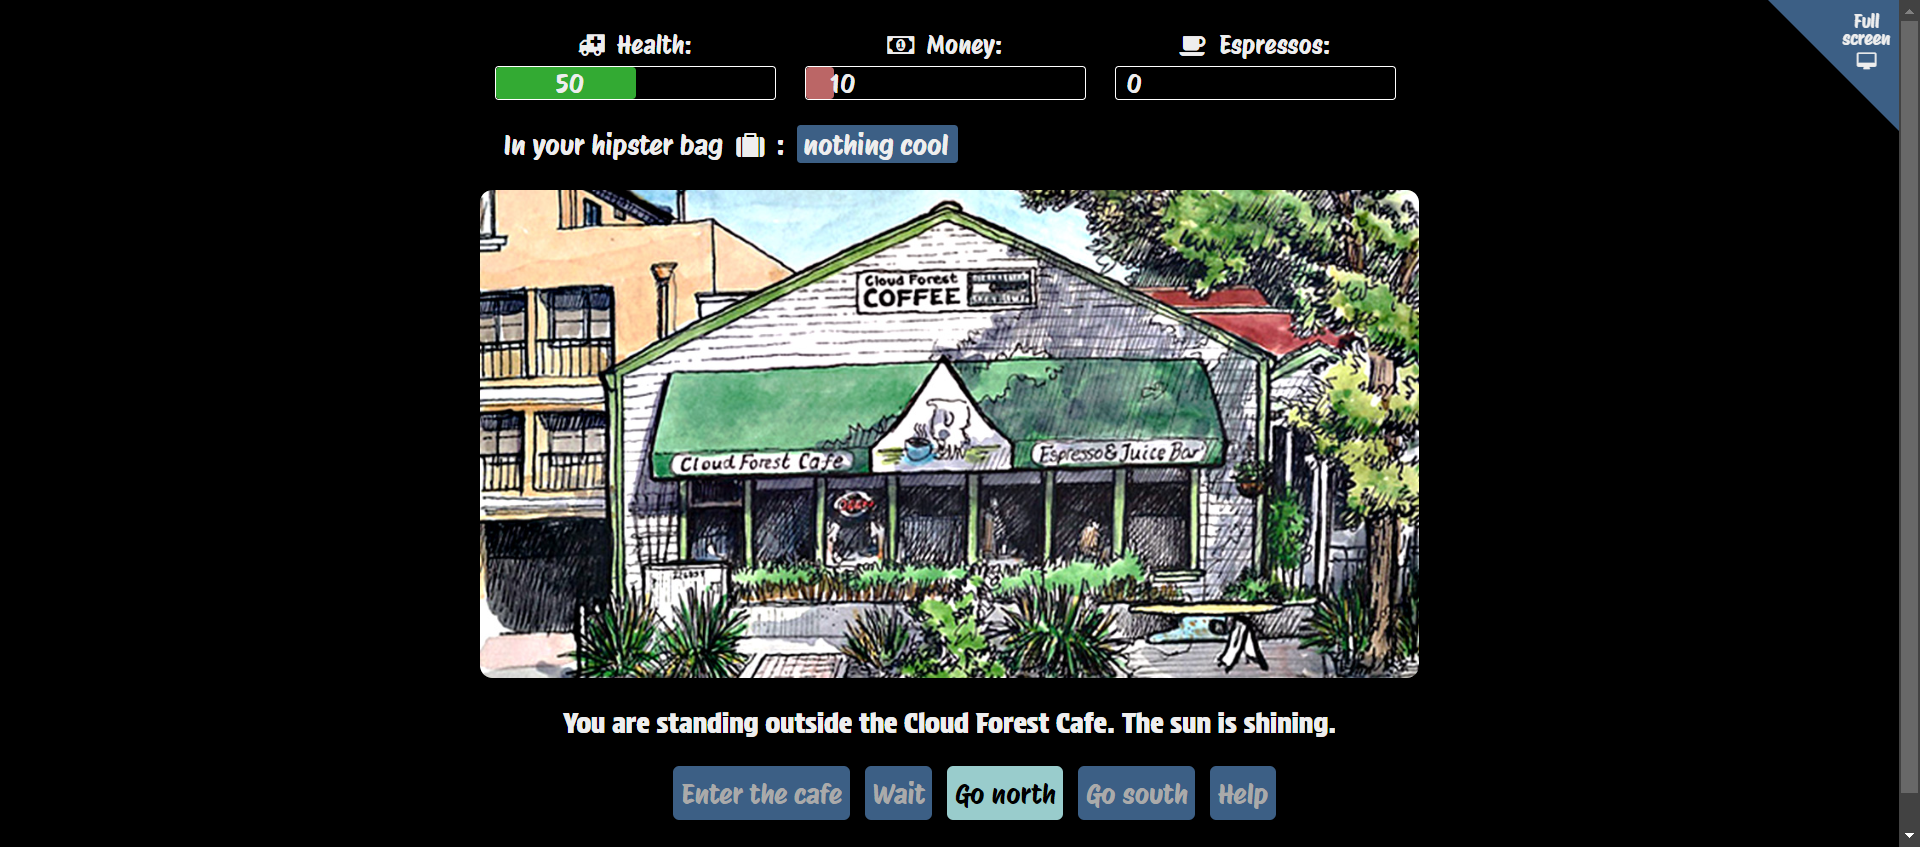 Health:
Money:
Espressos:
Full
screen
50
10
0
In your hipster bag :
nothing cool
Cloud Forest
COFFEE
Cloud Forest Cafe
Espresso & Juice Bar
OPEN
You are standing outside the Cloud Forest Cafe. The sun is shining.
Enter the cafe
Wait
Go north
Go south
Help